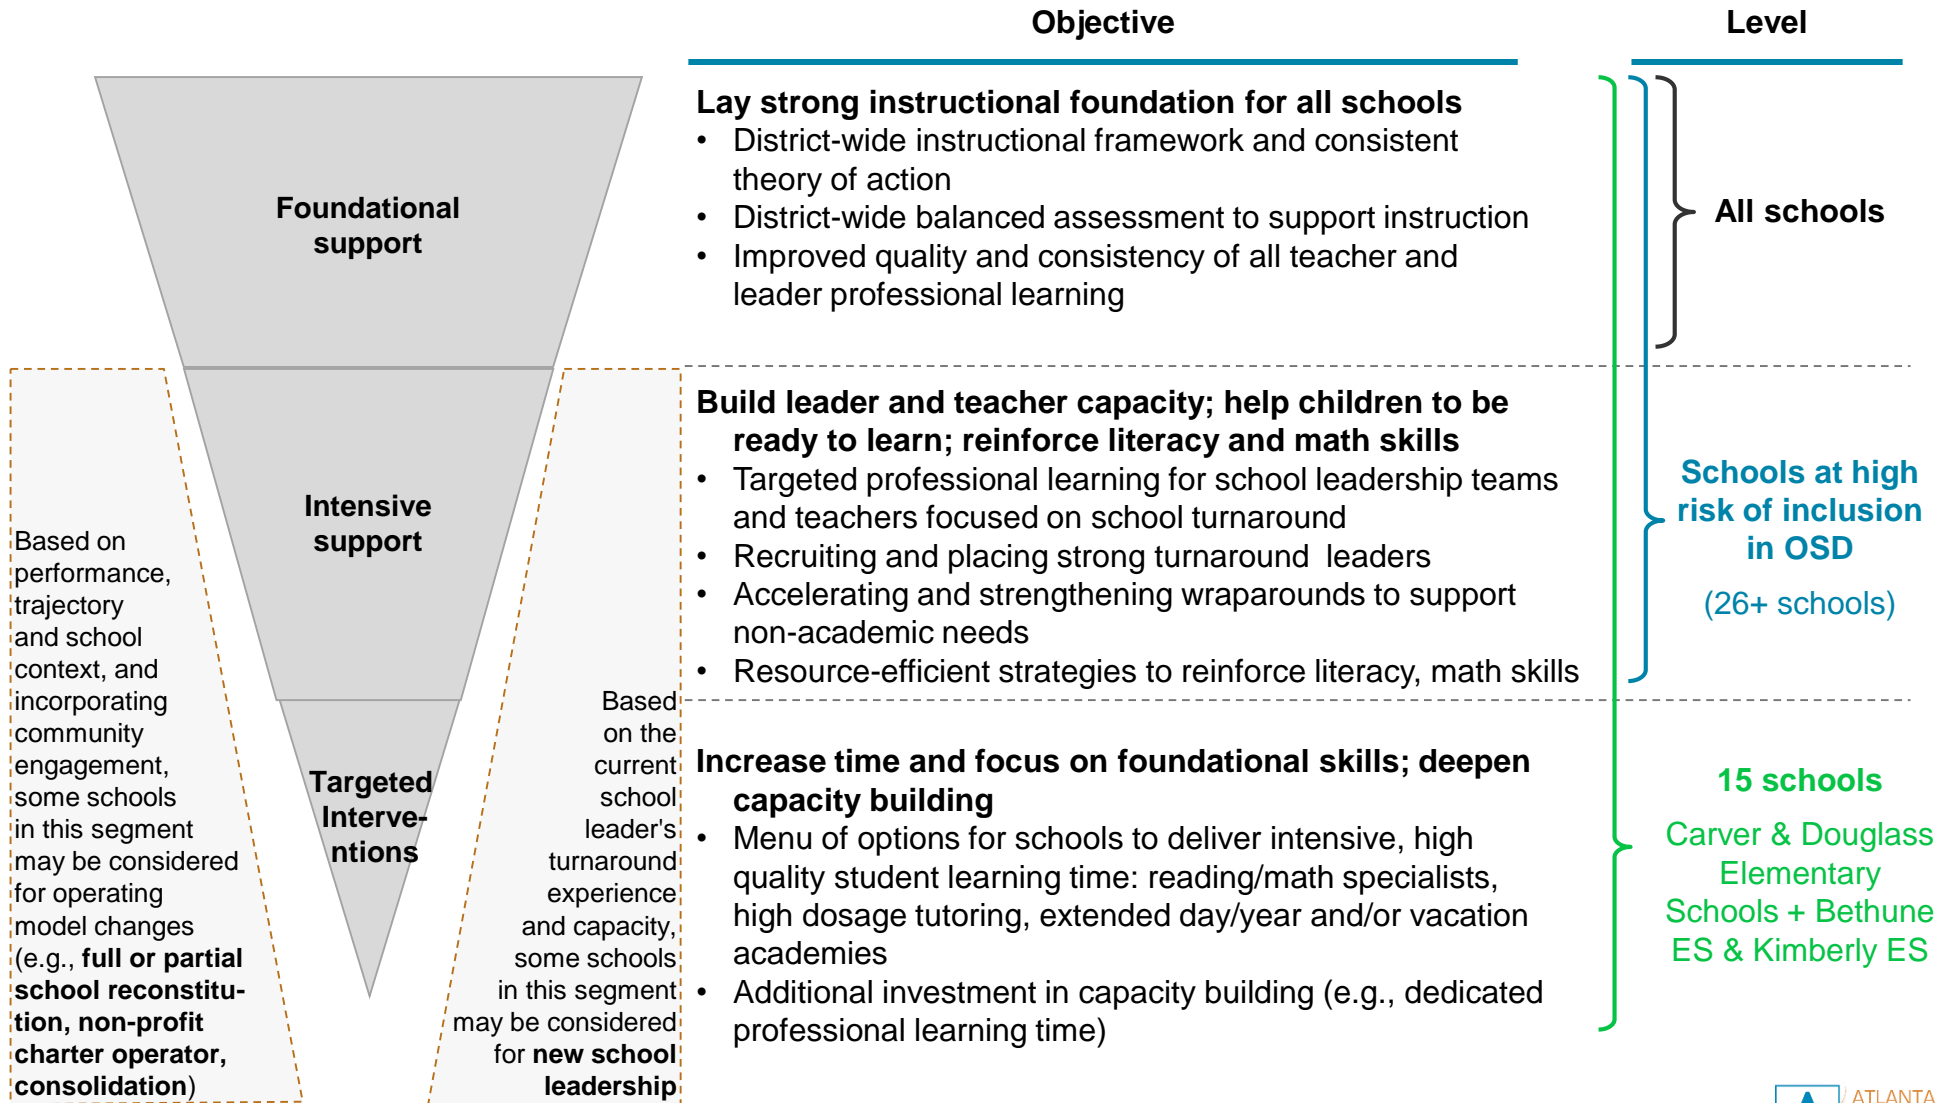 Objective
Level
Foundational
support
Lay strong instructional foundation for all schools
• District-wide instructional framework and consistent
theory of action
• District-wide balanced assessment to support instruction
• Improved quality and consistency of all teacher and
leader professional learning
All schools
Intensive
support
Build leader and teacher capacity; help children to be
ready to learn; reinforce literacy and math skills
• Targeted professional learning for school leadership teams
and teachers focused on school turnaround
• Recruiting and placing strong turnaround leaders
• Accelerating and strengthening wraparounds to support
non-academic needs
• Resource-efficient strategies to reinforce literacy, math skills
Schools at high
risk of inclusion
in OSD
(26+ schools)
Based on
performance,
trajectory
and school
context, and
incorporating
community
engagement,
some schools
in this segment
may be considered
for operating
model changes
(e.g., full or partial
school reconstitu-
tion, non-profit
charter operator,
consolidation)
Targeted
Interve-
ntions
Based
on the
current
school
leader's
turnaround
experience
and capacity,
some schools
in this segment
may be considered
for new school
leadership
Increase time and focus on foundational skills; deepen
capacity building
• Menu of options for schools to deliver intensive, high
quality student learning time: reading/math specialists,
high dosage tutoring, extended day/year and/or vacation
academies
• Additional investment in capacity building (e.g., dedicated
professional learning time)
15 schools
Carver & Douglass
Elementary
Schools + Bethune
ES & Kimberly ES
A
ATLANTA